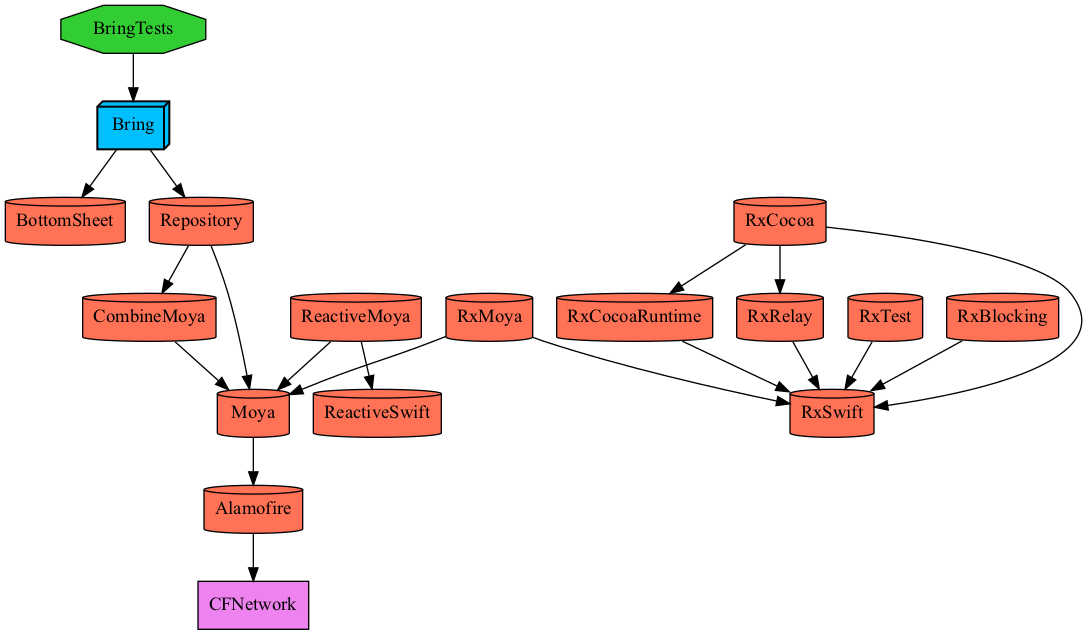 BringTests
Bring
BottomSheet
Repository
RxCocoa
CombineMoya
ReactiveMoya
RxMoya
RxCocoaRuntime
RxRelay
RxTest
RxBlocking
Moya
ReactiveSwift
RxSwift
Alamofire
CFNetwork